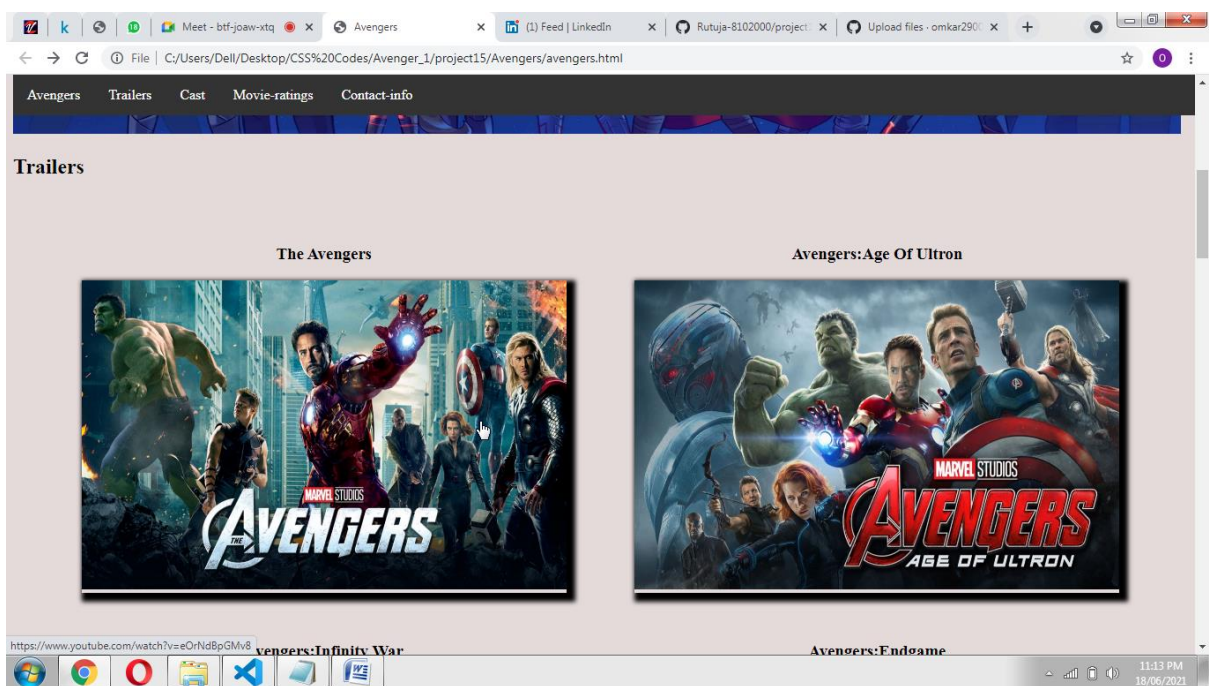 Meet - btf-joaw-xtq
Avengers
(1) Feed | LinkedIn
Rutuja-8102000/project
Upload files · omkar290
File
C:/Users/Dell/Desktop/CSS%20Codes/Avenger_1/project15/Avengers/avengers.html
O
Avengers Trailers Cast Movie-ratings Contact-info
Trailers
The Avengers
Avengers:Age Of Ultron
MARVEL STUDIOS
THE AVENGERS
MARVEL STUDIOS
AVENGERS
AGE OF ULTRON
https://www.youtube.com/watch?v=eOrNdBpGMv8
vengers:Infinity War
Avengers:Endgame
11:13 PM
18/06/2021